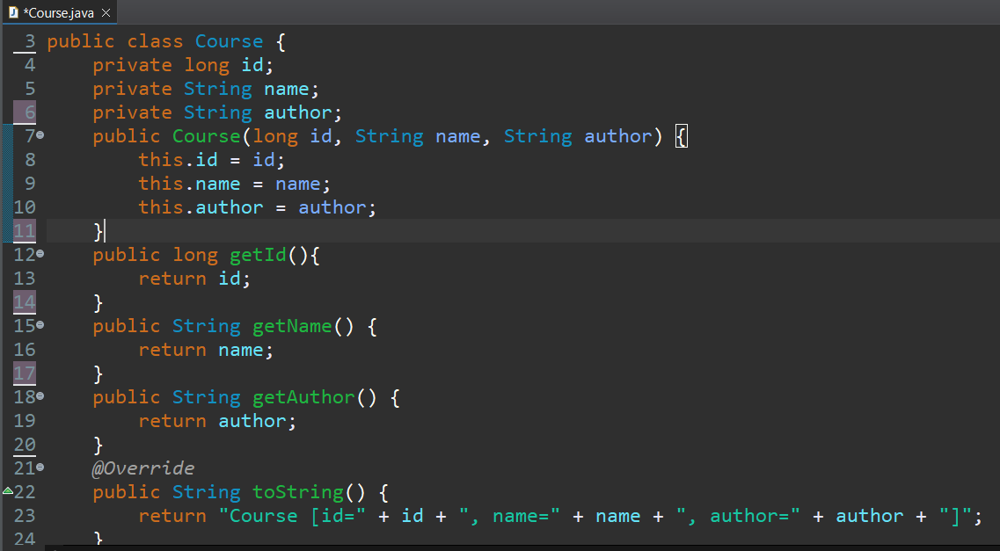 *Course.java
3 public class Course {
4 private long id;
5 private String name;
6 private String author;
7 public Course(long id, String name, String author) {
8 this.id = id;
9 this.name = name;
10 this.author = author;
11 }
12 public long getId(){
13 return id;
14 }
15 public String getName() {
16 return name;
17 }
18 public String getAuthor() {
19 return author;
20 }
21 @Override
22 public String toString() {
23 return "Course [id=" + id + ", name=" + name + ", author=" + author + "]";
24 }